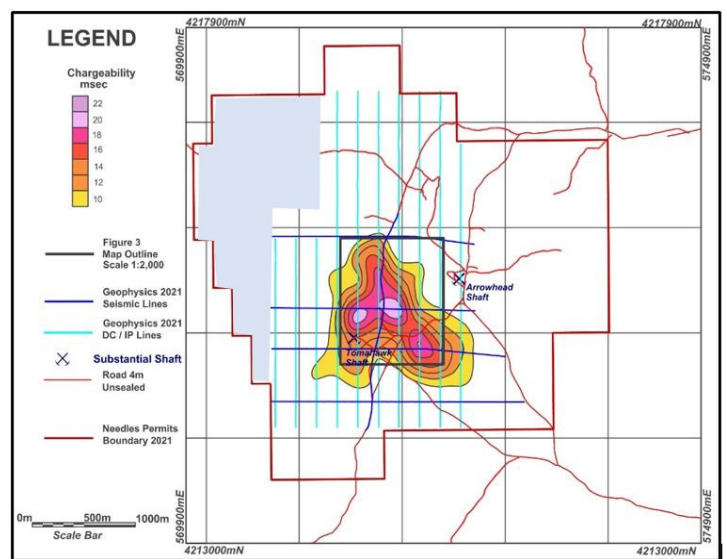 LEGEND
Chargeability
msec
22
20
18
16
14
12
10
Figure 3
Map Outline
Scale 1:2,000
Geophysics 2021
Seismic Lines
Geophysics 2021
DC / IP Lines
Substantial Shaft
Road 4m
Unsealed
Needles Permits
Boundary 2021
0m 500m 1000m
Scale Bar
4217900mN
4217900mN
569900mE
574900mE
Arrowhead
Shaft
Tomahawk
Shaft
569900mE
574900mE
4213000mN
4213000mN